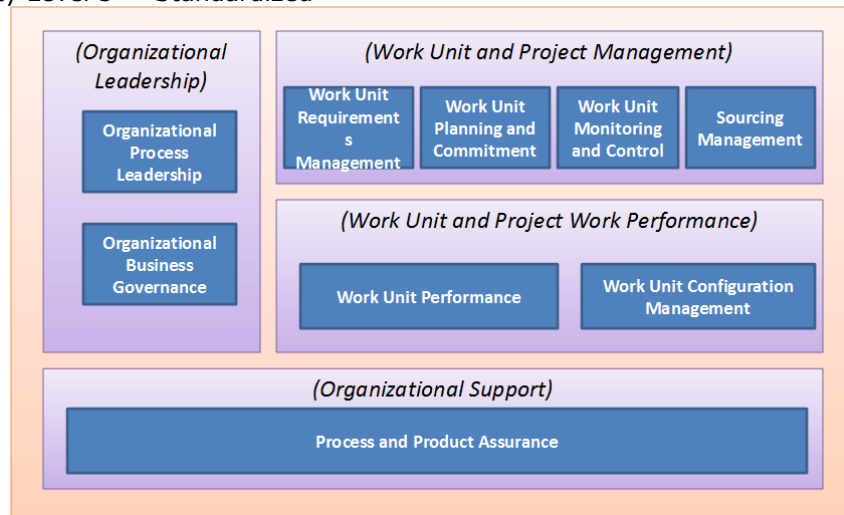 (Organizational
Leadership)
Organizational
Process
Leadership
Organizational
Business
Governance
(Work Unit and Project Management)
Work Unit
Requirement
s
Management
Work Unit
Planning and
Commitment
Work Unit
Monitoring
and Control
Sourcing
Management
(Work Unit and Project Work Performance)
Work Unit Performance
Work Unit Configuration
Management
(Organizational Support)
Process and Product Assurance